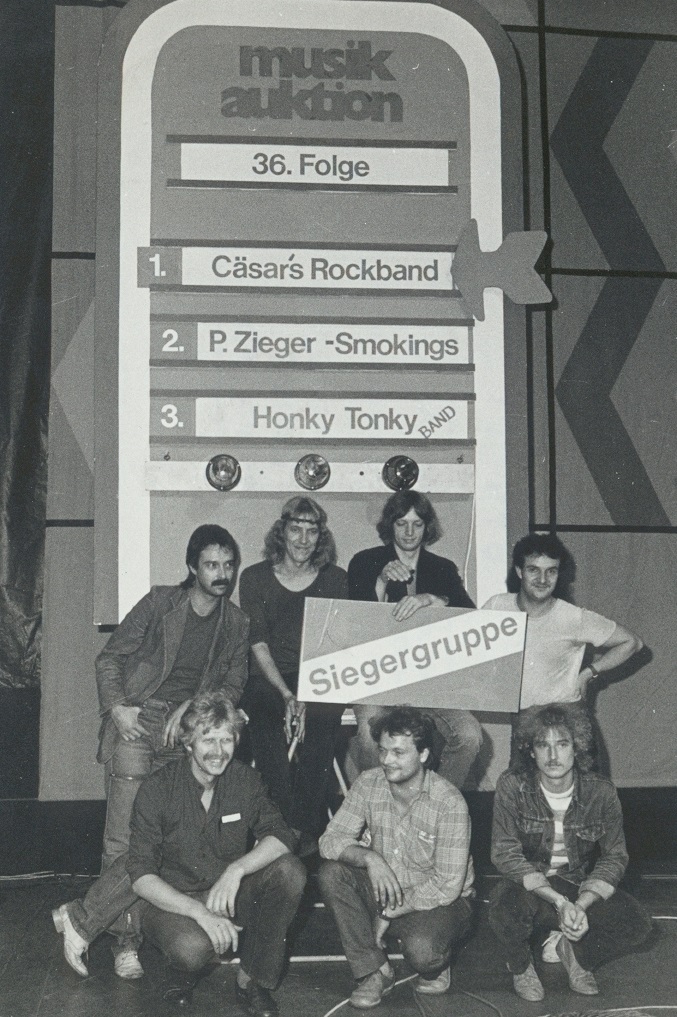 musik
auktion
36. Folge
1. Cäsar's Rockband
2. P. Zieger -Smokings
3. Honky Tonky BAND
Siegergruppe